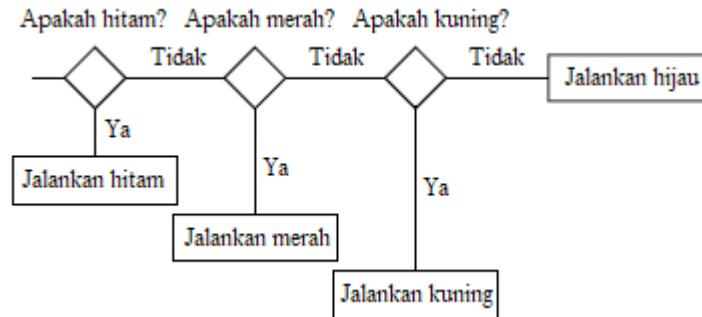 Apakah hitam? Apakah merah? Apakah kuning?
Tidak Tidak Tidak
Jalankan hijau
Ya
Jalankan hitam
Ya
Ya
Jalankan merah
Jalankan kuning